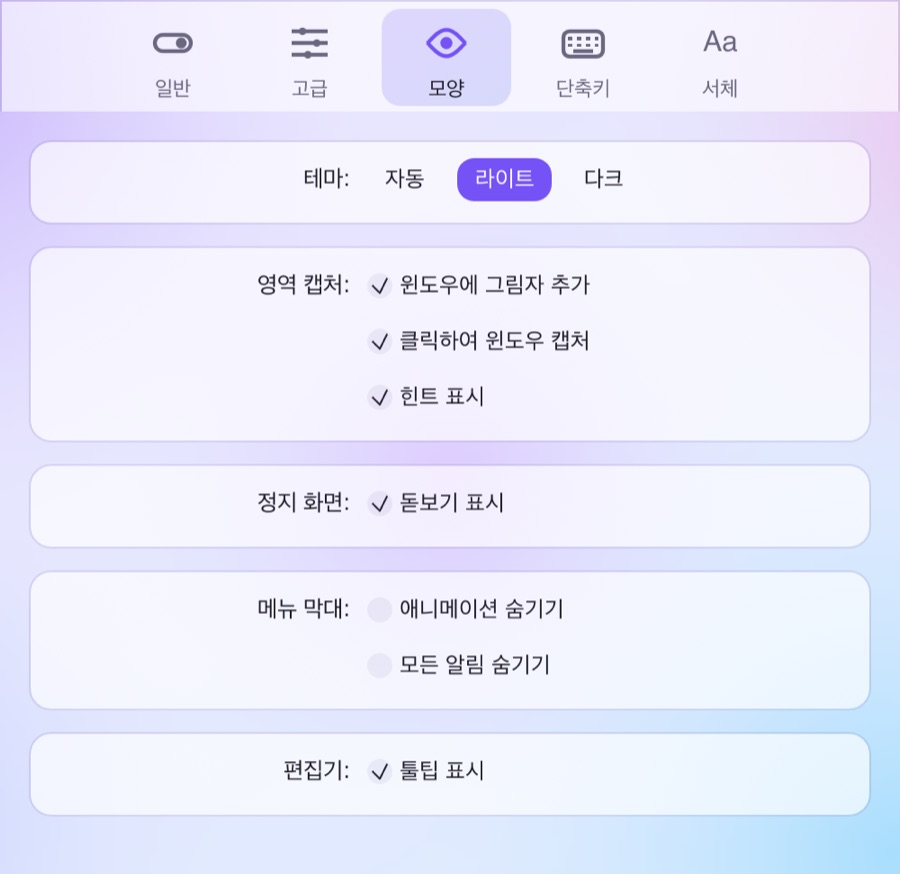 일반 고급 모양 단축키 Aa 서체
테마: 자동 라이트 다크
영역 캡처: 윈도우에 그림자 추가
클릭하여 윈도우 캡처
힌트 표시
정지 화면: 돋보기 표시
메뉴 막대: 애니메이션 숨기기
모든 알림 숨기기
편집기: 툴팁 표시